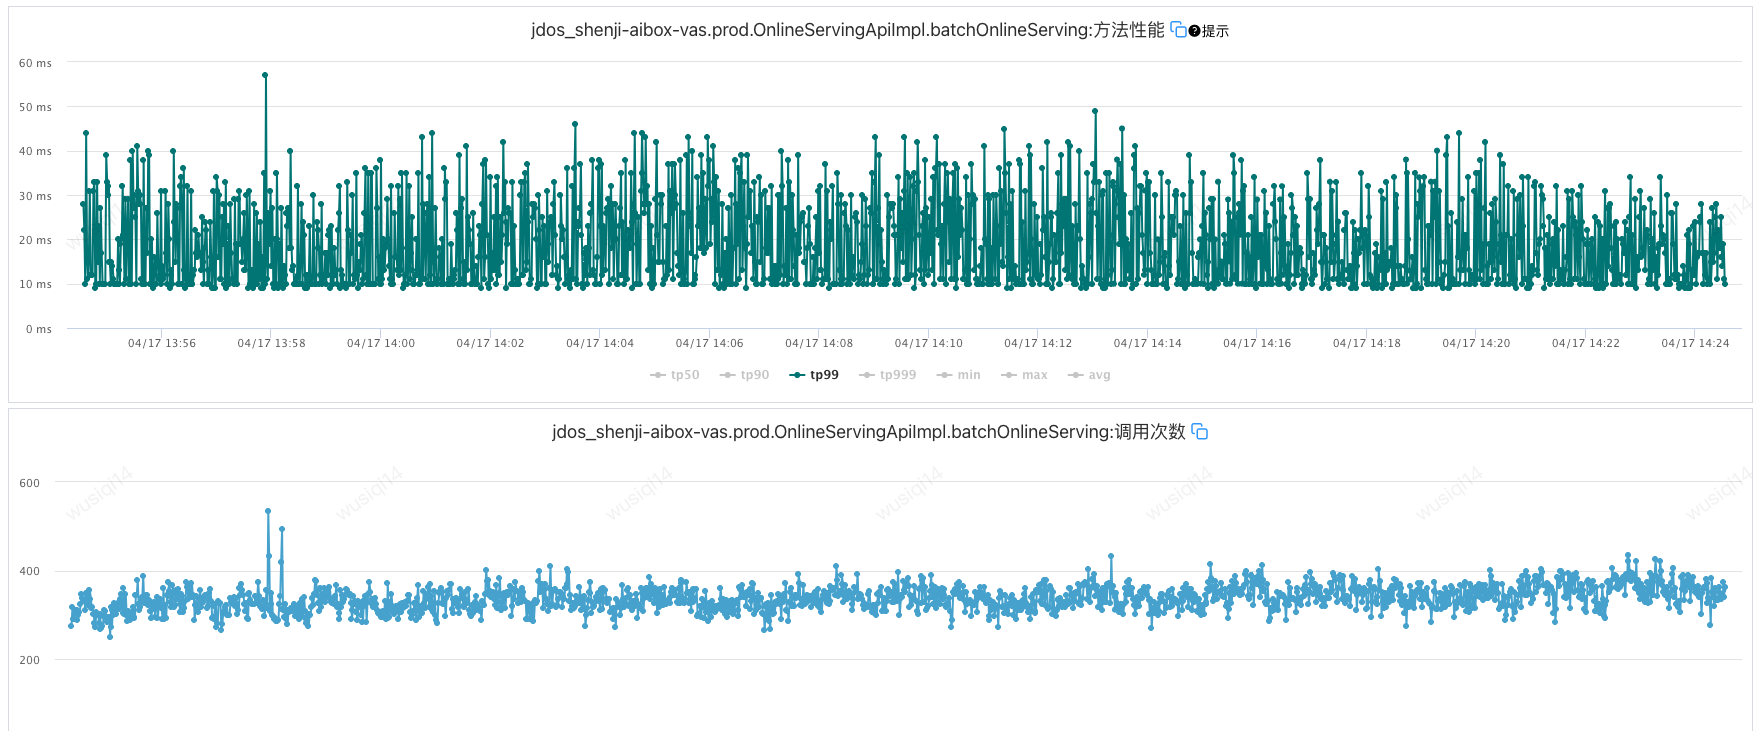 jdos_shenji-aibox-vas.prod.OnlineServingApiImpl.batchOnlineServing:方法性能 ?提示
60 ms
50 ms
40 ms
30 ms
20 ms
10 ms
0 ms
04/17 13:56 04/17 13:58 04/17 14:00 04/17 14:02 04/17 14:04 04/17 14:06 04/17 14:08 04/17 14:10 04/17 14:12 04/17 14:14 04/17 14:16 04/17 14:18 04/17 14:20 04/17 14:22 04/17 14:24
tp50 tp90 tp99 tp999 min max avg
jdos_shenji-aibox-vas.prod.OnlineServingApiImpl.batchOnlineServing:调用次数
wusiqi14 wusiqi14 wusiqi14 wusiqi14 wusiqi14 wusiqi14 wusiqi14
600
400
200